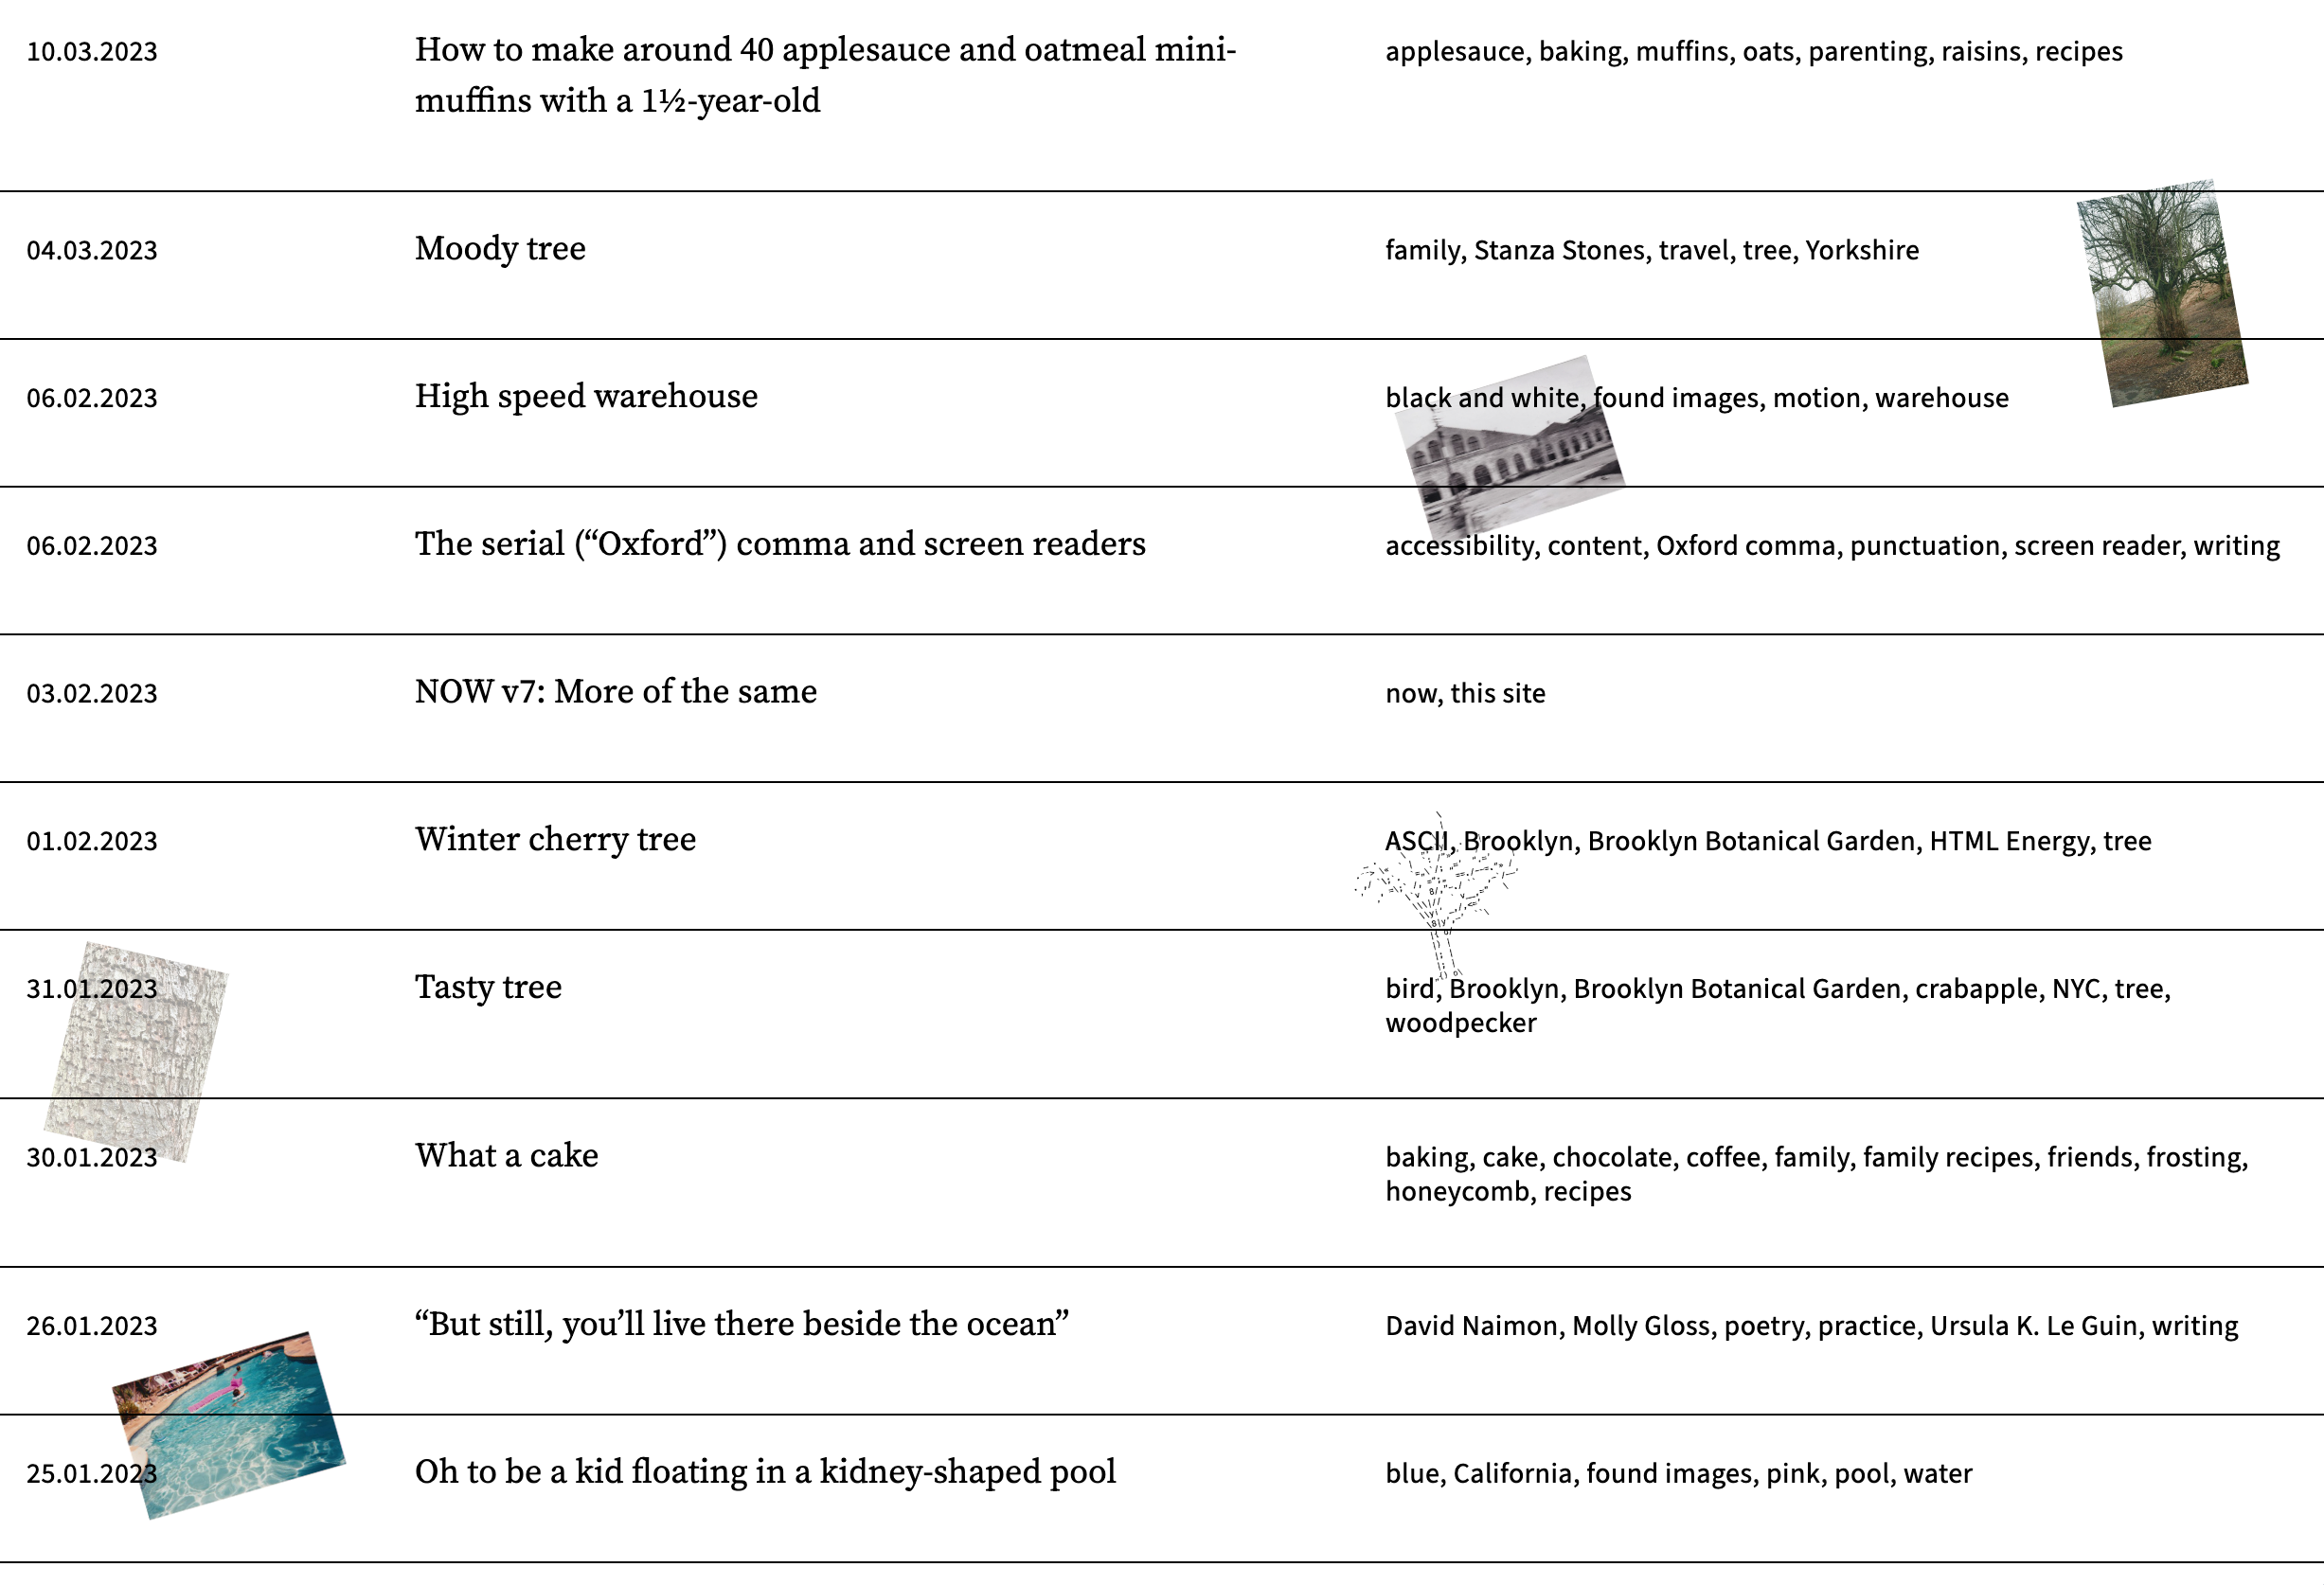 10.03.2023
How to make around 40 applesauce and oatmeal mini-
muffins with a 1½-year-old
applesauce, baking, muffins, oats, parenting, raisins, recipes
04.03.2023
Moody tree
family, Stanza Stones, travel, tree, Yorkshire
06.02.2023
High speed warehouse
black and white, found images, motion, warehouse
06.02.2023
The serial (“Oxford”) comma and screen readers
accessibility, content, Oxford comma, punctuation, screen reader, writing
03.02.2023
NOW v7: More of the same
now, this site
01.02.2023
Winter cherry tree
ASCII, Brooklyn, Brooklyn Botanical Garden, HTML Energy, tree
31.01.2023
Tasty tree
bird, Brooklyn, Brooklyn Botanical Garden, crabapple, NYC, tree,
woodpecker
30.01.2023
What a cake
baking, cake, chocolate, coffee, family, family recipes, friends, frosting,
honeycomb, recipes
26.01.2023
“But still, you’ll live there beside the ocean”
David Naimon, Molly Gloss, poetry, practice, Ursula K. Le Guin, writing
25.01.2023
Oh to be a kid floating in a kidney-shaped pool
blue, California, found images, pink, pool, water